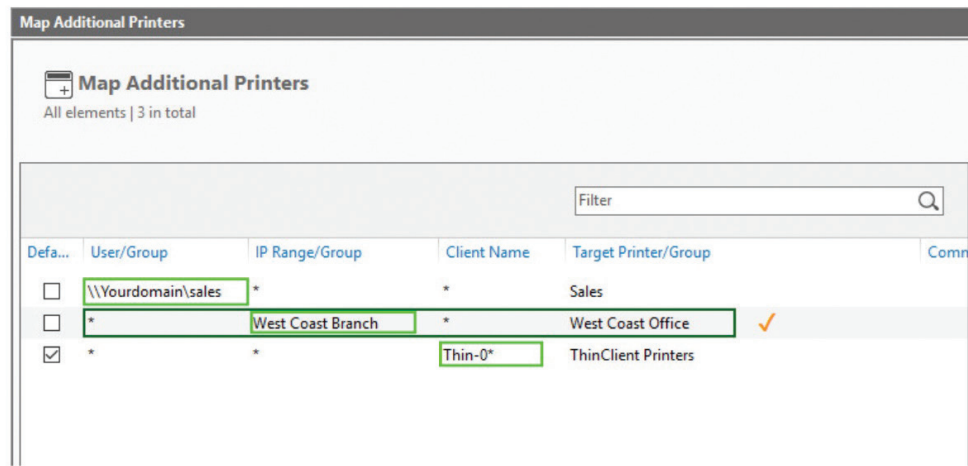 Map Additional Printers
Map Additional Printers
All elements | 3 in total
Filter
Defa... User/Group IP Range/Group Client Name Target Printer/Group Comn
\\Yourdomain\sales * * Sales
* West Coast Branch * West Coast Office
* * Thin-0* ThinClient Printers